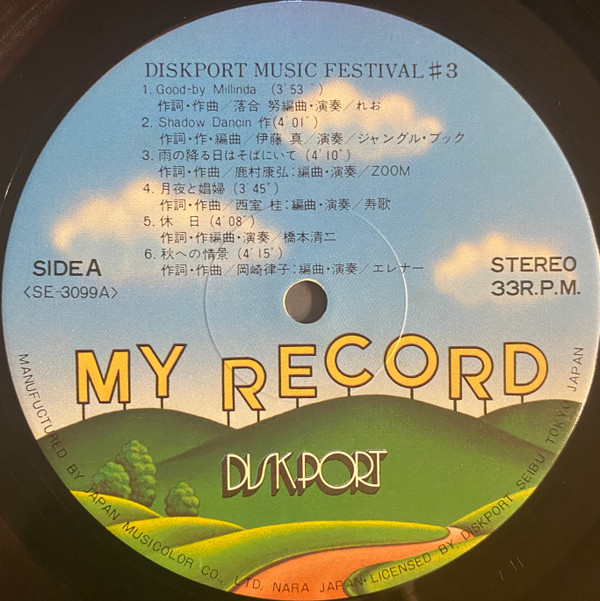 DISKPORT MUSIC FESTIVAL #3
1. Good-by Millinda (3'53")
作詞・作曲/落合 努編曲・演奏/れお
2. Shadow Dancin 作(4'01")
作詞・作・編曲/伊藤 真/演奏/ジャングル・ブック
3. 雨の降る日はそばにいて (4'10")
作詞・作曲/鹿村康弘:編曲・演奏/ZOOM
4. 月夜と娼婦 (3'45")
作詞・作曲/西室 桂:編曲・演奏/寿歌
5. 休 日 (4'08")
作詞・作編曲・演奏/橋本清二
6. 秋への情景 (4'15")
作詞・作曲/岡崎律子:編曲・演奏/エレナー
SIDE A
<SE-3099A>
STEREO
33R.P.M.
MY RECORD
DISKPORT
MANUFUCTURED BY JAPAN MUSICOLOR CO., LTD. NARA JAPAN・LICENSED BY DISKPORT SEIBU TOKYO JAPAN